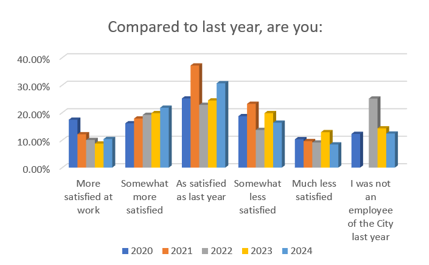 Compared to last year, are you:
40.00%
30.00%
20.00%
10.00%
0.00%
More
satisfied at
work
Somewhat
more
satisfied
As satisfied
as last year
Somewhat
less
satisfied
Much less
satisfied
I was not
an
employee
of the City
last year
2020 2021 2022 2023 2024